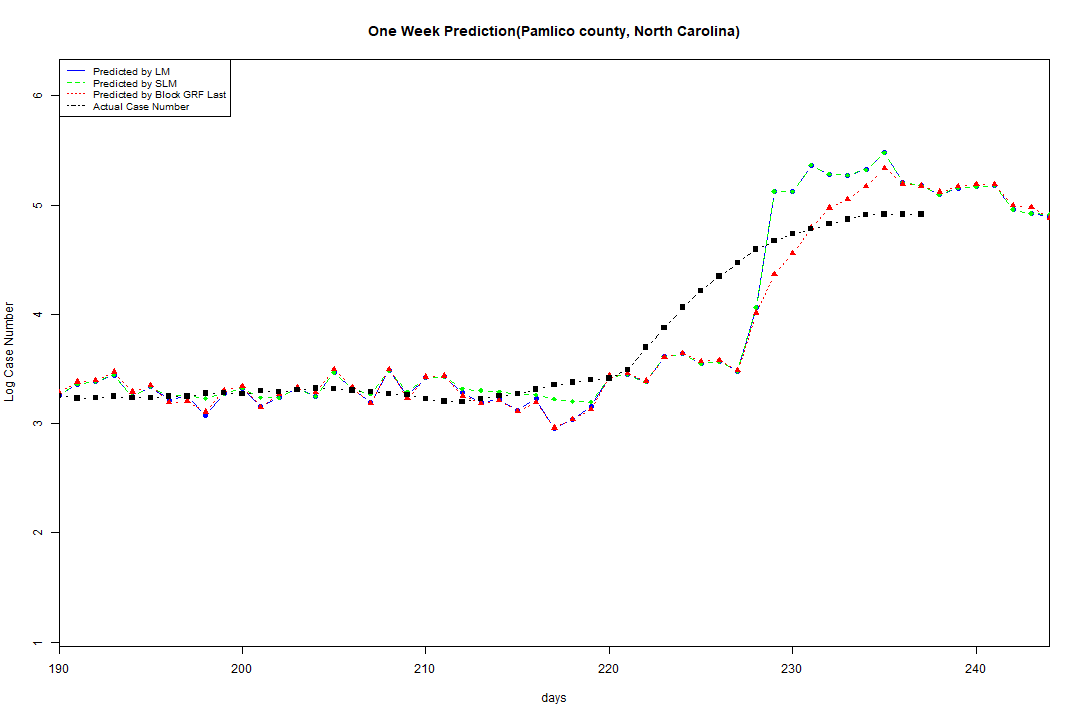 One Week Prediction(Pamlico county, North Carolina)
Predicted by LM
Predicted by SLM
Predicted by Block GRF Last
Actual Case Number
6
5
4
3
2
1
Log Case Number
190 200 210 220 230 240
days